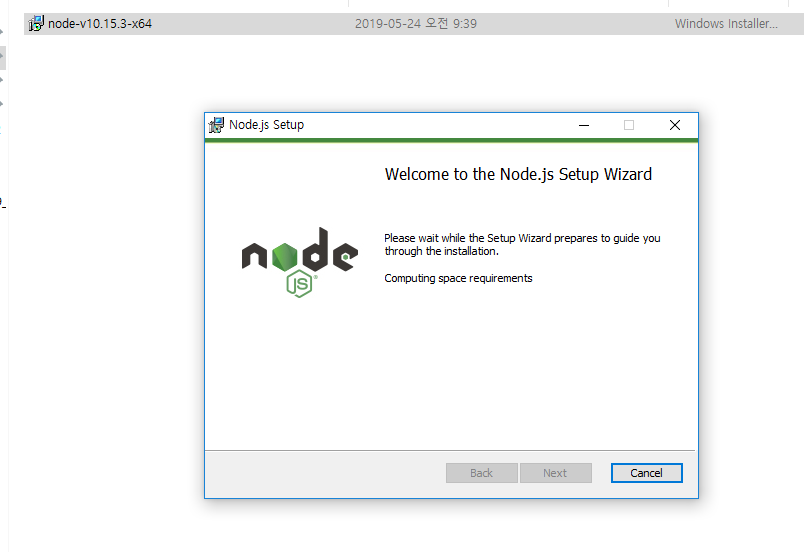 node-v10.15.3-x64 2019-05-24 오전 9:39 Windows Installer...
Node.js Setup
Welcome to the Node.js Setup Wizard
node
JS
®
Please wait while the Setup Wizard prepares to guide you
through the installation.
Computing space requirements
Back Next Cancel